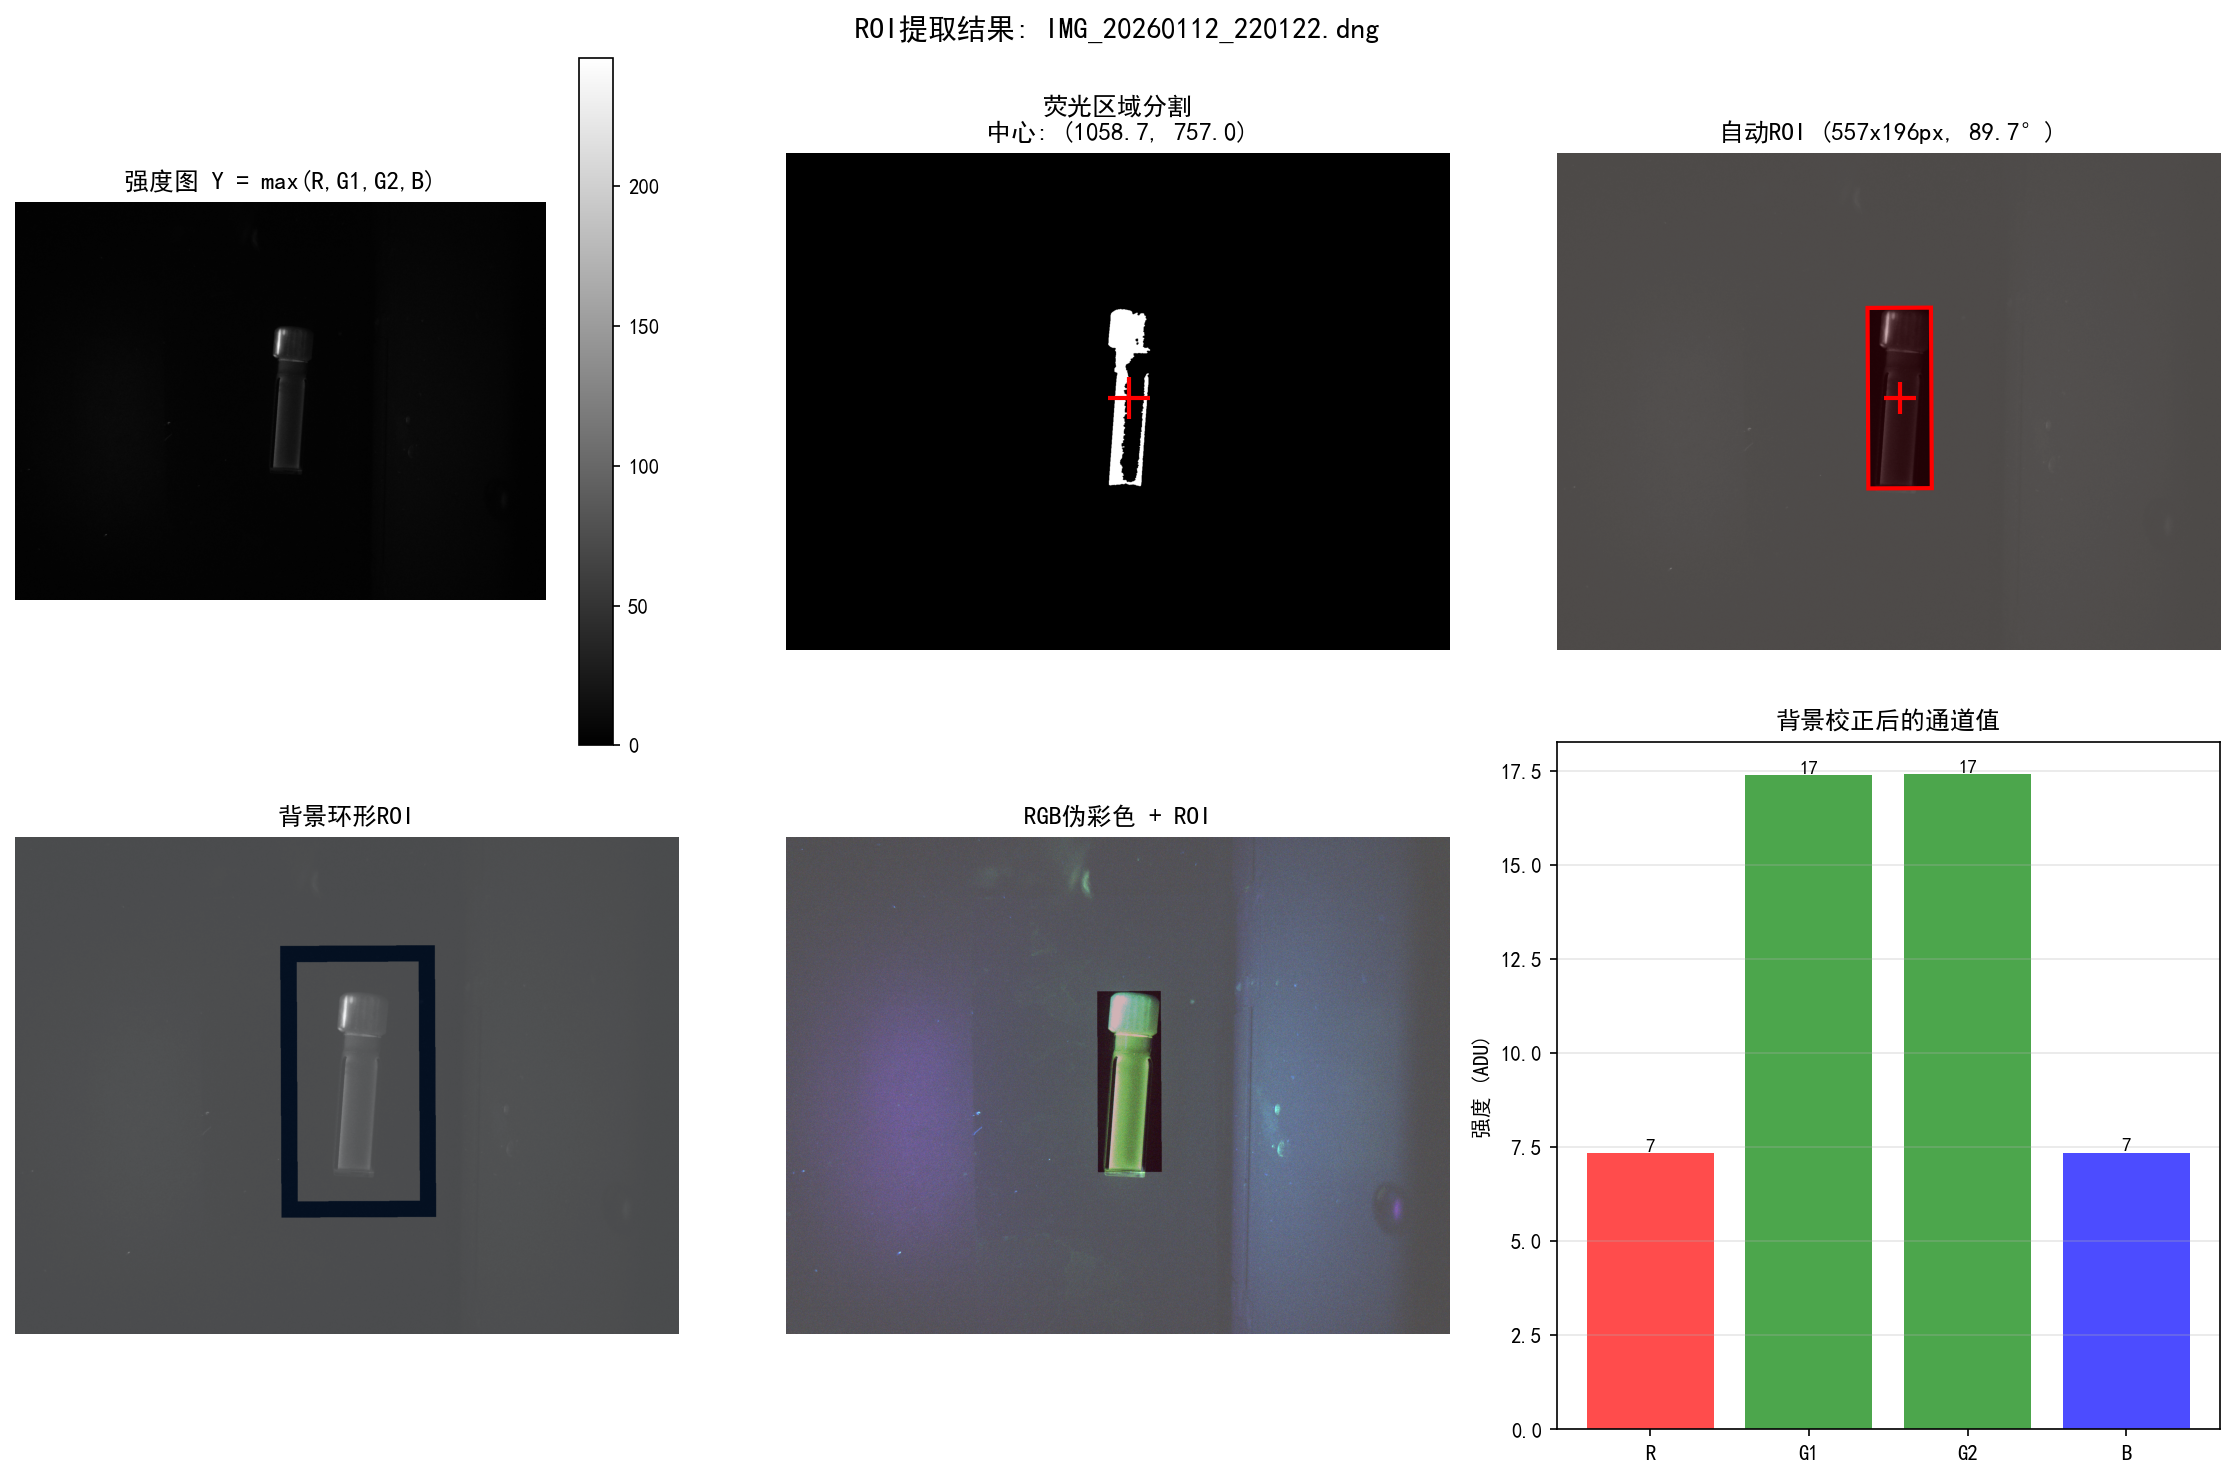 ROI提取结果: IMG_20260112_220122.dng
强度图 Y = max(R,G1,G2,B)
200
150
100
50
0
荧光区域分割
中心: (1058.7, 757.0)
自动ROI (557x196px, 89.7°)
背景环形ROI
RGB伪彩色 + ROI
背景校正后的通道值
强度 (ADU)
17.5
15.0
12.5
10.0
7.5
5.0
2.5
0.0
7
17
17
7
R
G1
G2
B